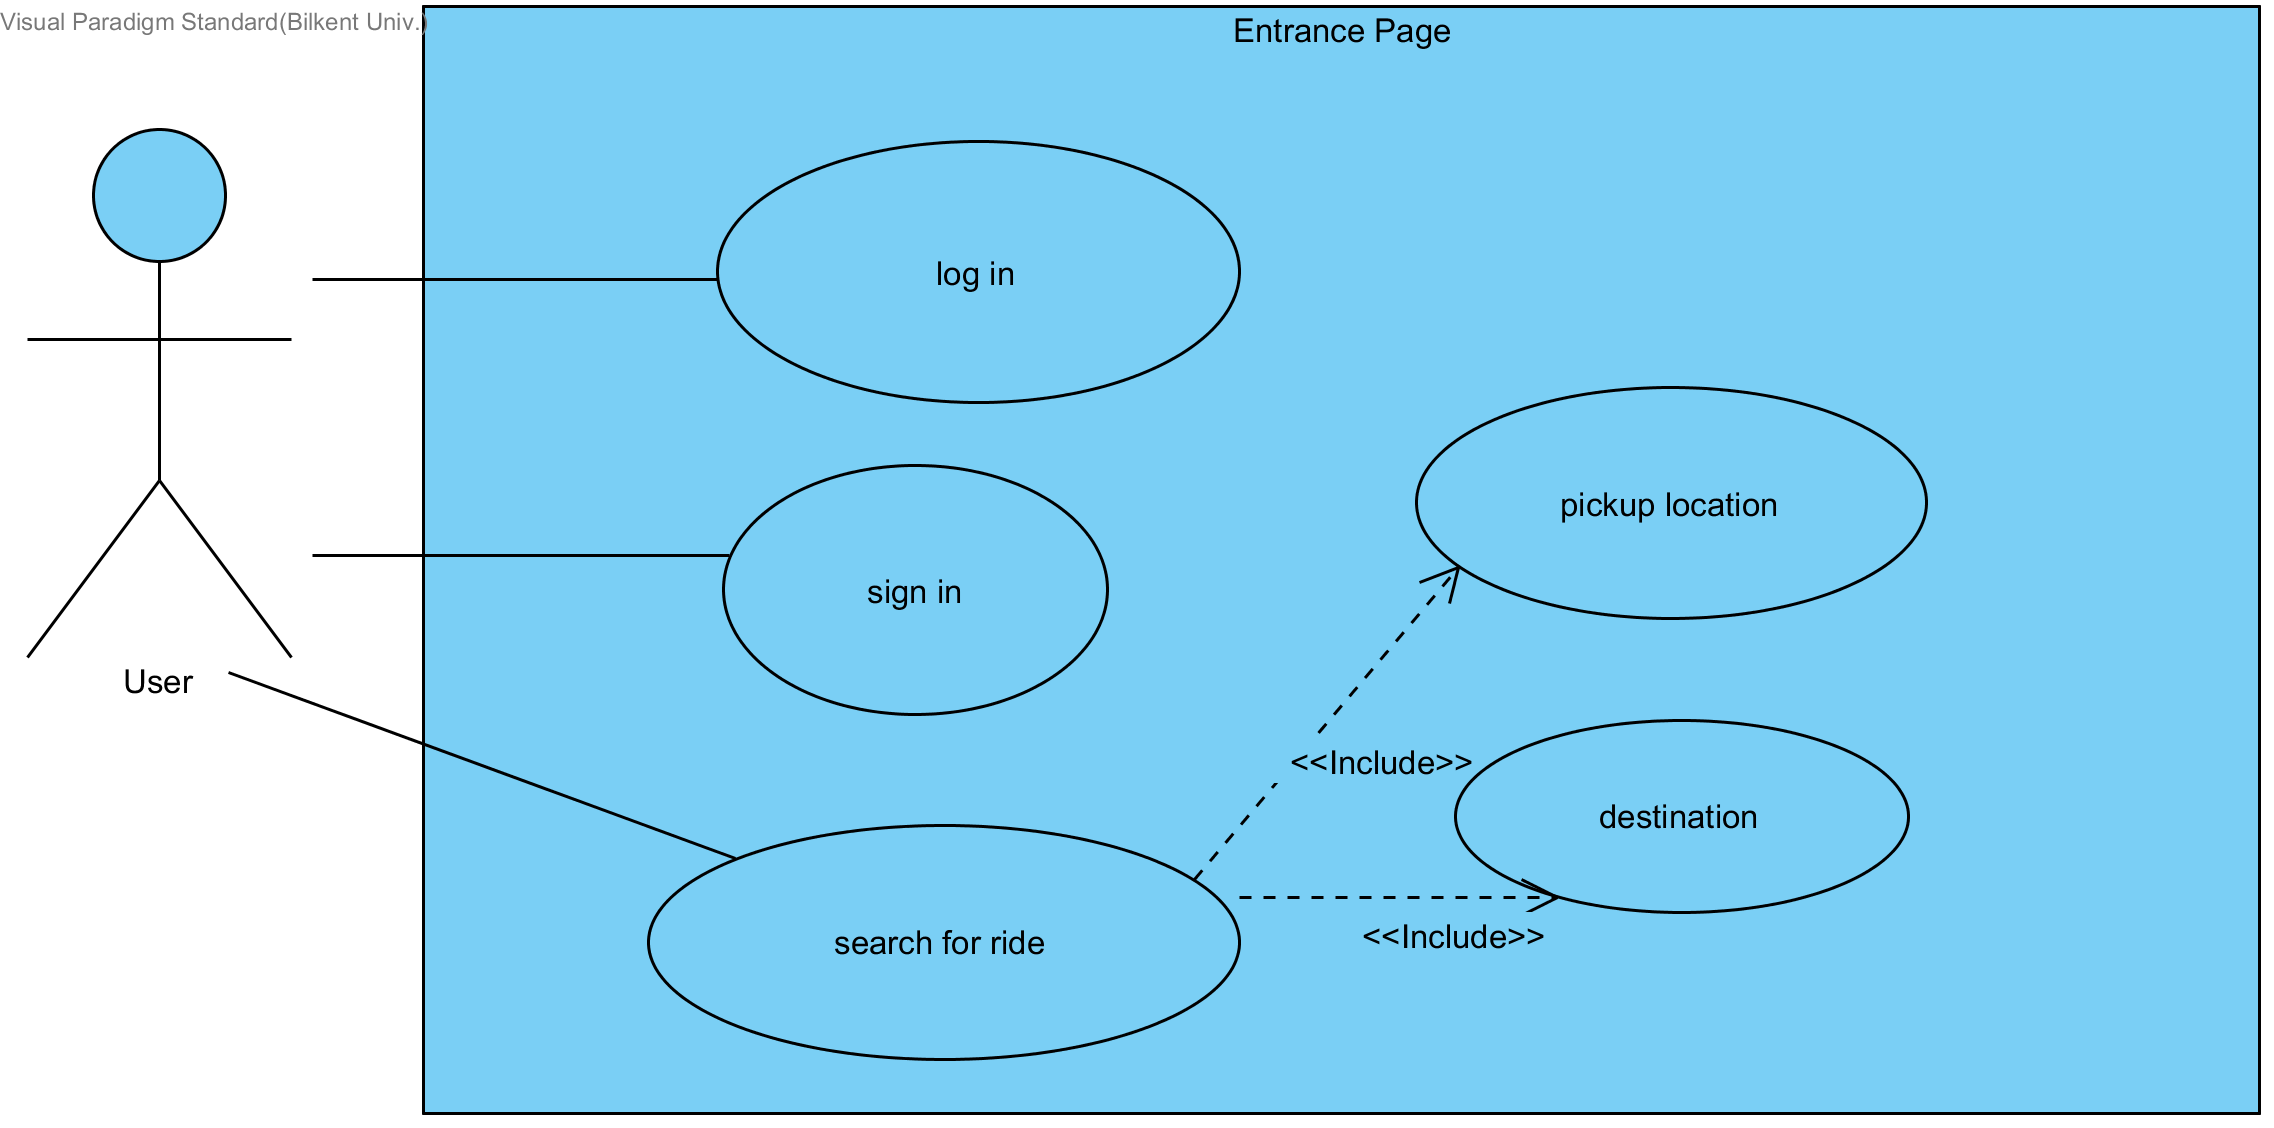 Visual Paradigm Standard(Bilkent Univ.)
Entrance Page
log in
pickup location
sign in
User
<<Include>>
destination
search for ride
<<Include>>